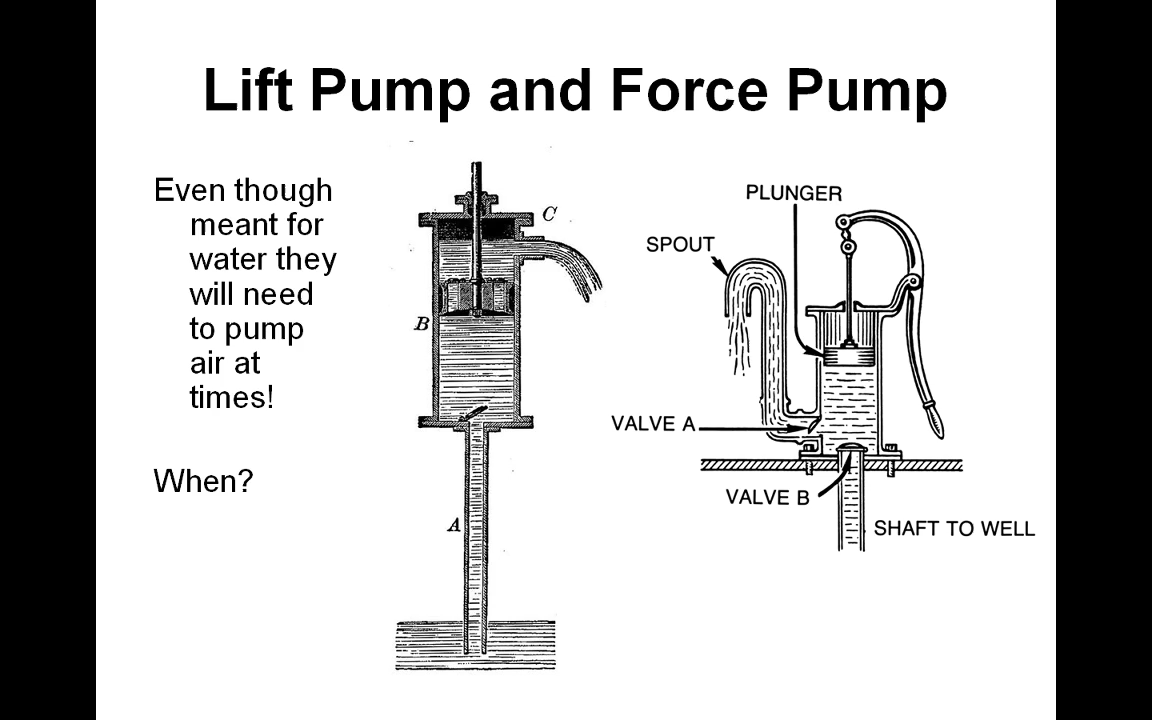 Lift Pump and Force Pump
Even though
meant for
water they
will need
to pump
air at
times!
When?
C
B
A
PLUNGER
SPOUT
VALVE A
VALVE B
SHAFT TO WELL